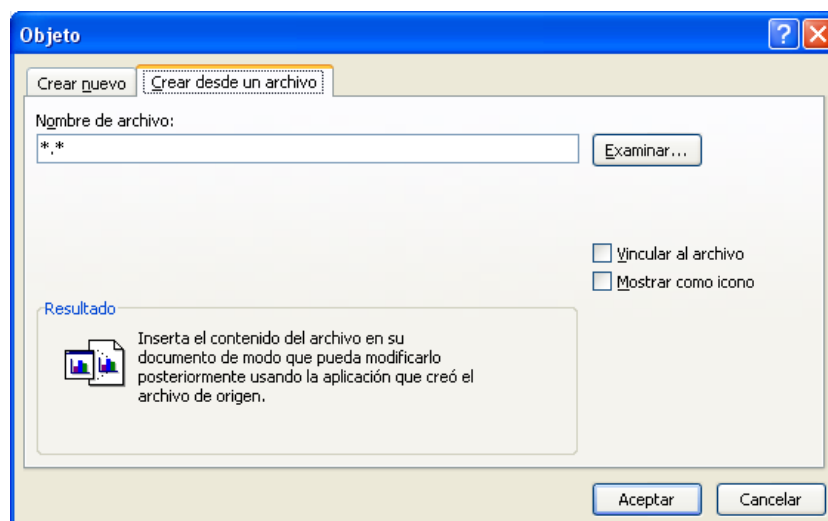 Objeto
Crear nuevo
Crear desde un archivo
Nombre de archivo:
*.*
Examinar...
Vincular al archivo
Mostrar como icono
Resultado
Inserta el contenido del archivo en su
documento de modo que pueda modificarlo
posteriormente usando la aplicación que creó el
archivo de origen.
Aceptar
Cancelar